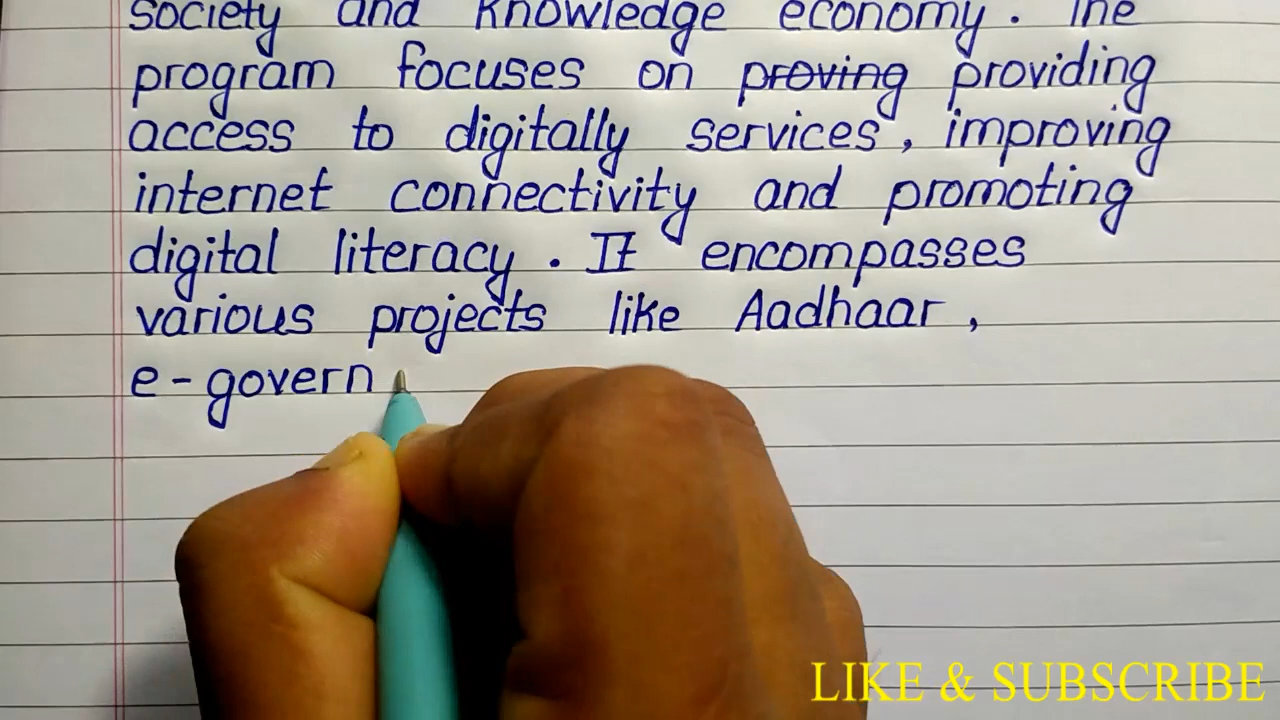 society and knowledge economy. The
program focuses on proving providing
access to digitally services, improving
internet connectivity and promoting
digital literacy. It encompasses
various projects like Aadhaar,
e-govern
LIKE & SUBSCRIBE